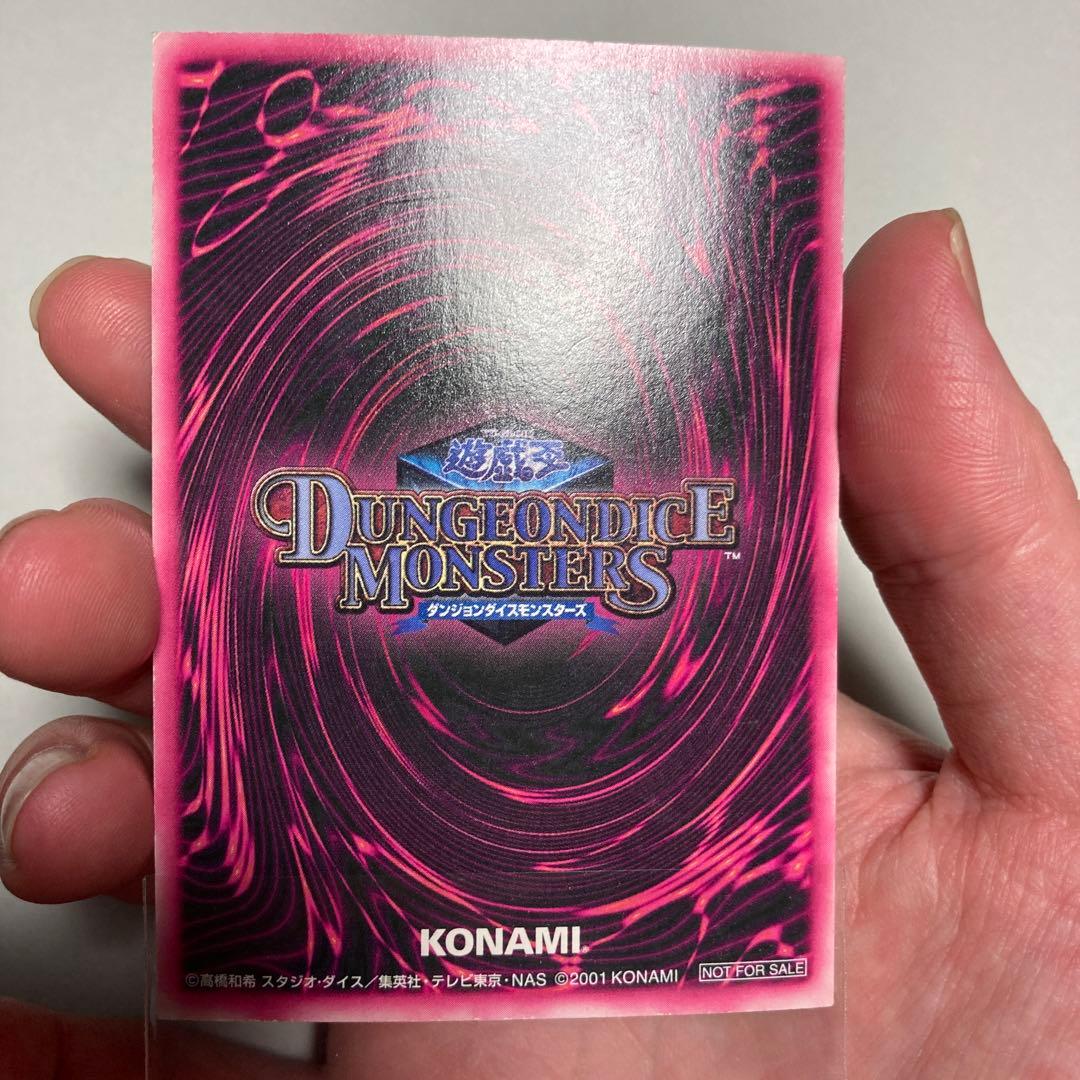 遊戯王
DUNGEONDICE
MONSTERS
TM
ダンジョンダイスモンスターズ
KONAMI
©高橋和希 スタジオ・ダイス／集英社・テレビ東京・NAS ©2001 KONAMI
NOT FOR SALE